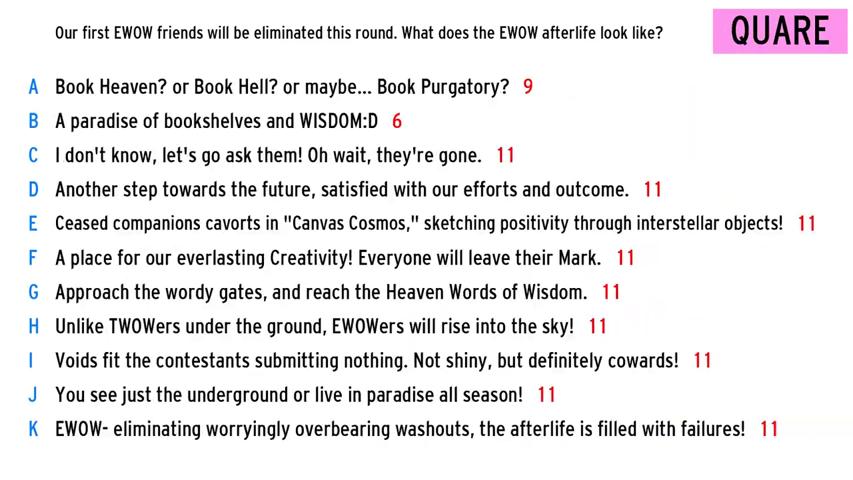 Our first EWOW friends will be eliminated this round. What does the EWOW afterlife look like?
QUARE
A Book Heaven? or Book Hell? or maybe... Book Purgatory? 9
B A paradise of bookshelves and WISDOM:D 6
C I don't know, let's go ask them! Oh wait, they're gone. 11
D Another step towards the future, satisfied with our efforts and outcome. 11
E Ceased companions cavorts in "Canvas Cosmos," sketching positivity through interstellar objects! 11
F A place for our everlasting Creativity! Everyone will leave their Mark. 11
G Approach the wordy gates, and reach the Heaven Words of Wisdom. 11
H Unlike TWOWers under the ground, EWOWers will rise into the sky! 11
I Voids fit the contestants submitting nothing. Not shiny, but definitely cowards! 11
J You see just the underground or live in paradise all season! 11
K EWOW- eliminating worryingly overbearing washouts, the afterlife is filled with failures! 11